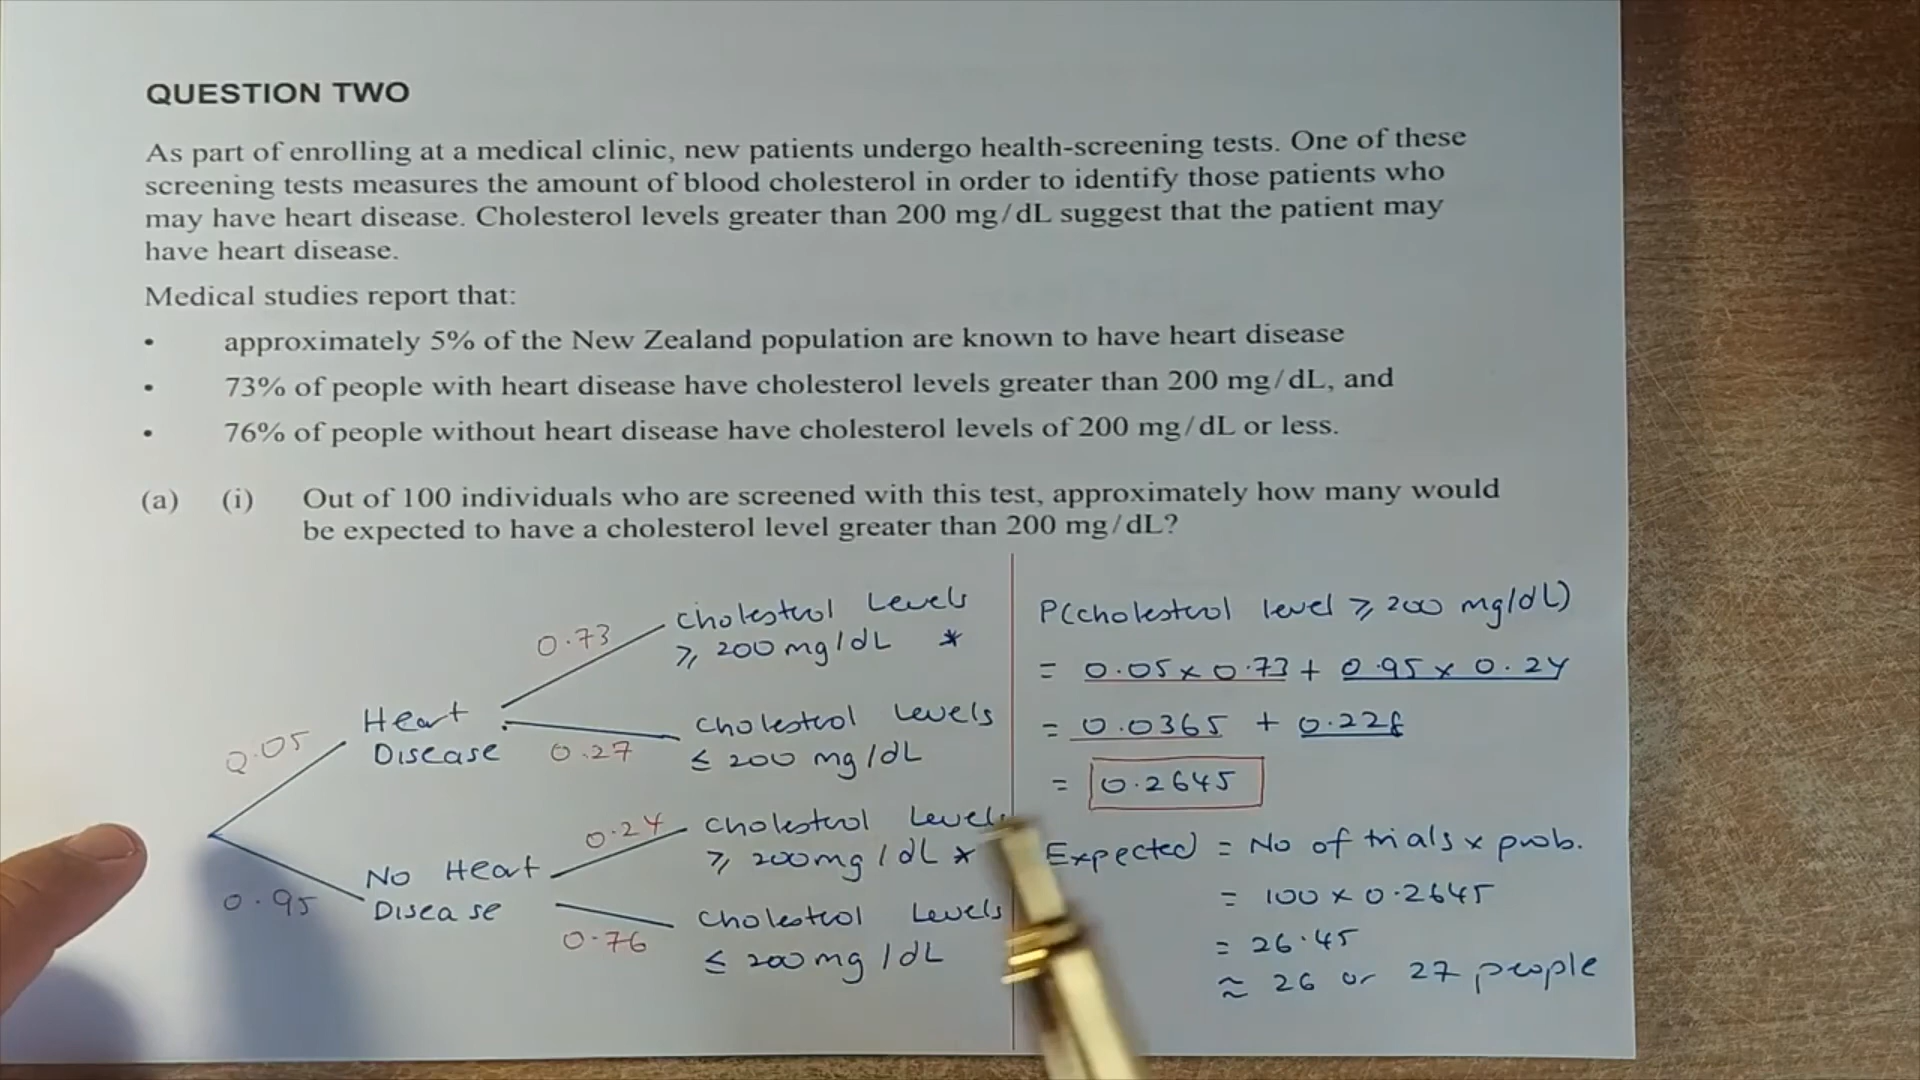 QUESTION TWO
As part of enrolling at a medical clinic, new patients undergo health-screening tests. One of these
screening tests measures the amount of blood cholesterol in order to identify those patients who
may have heart disease. Cholesterol levels greater than 200 mg/dL suggest that the patient may
have heart disease.
Medical studies report that:
• approximately 5% of the New Zealand population are known to have heart disease
• 73% of people with heart disease have cholesterol levels greater than 200 mg/dL, and
• 76% of people without heart disease have cholesterol levels of 200 mg/dL or less.
(a) (i) Out of 100 individuals who are screened with this test, approximately how many would
be expected to have a cholesterol level greater than 200 mg/dL?
0.05
Heart
Disease
0.73
Cholestrol Levels
⩾ 200 mg/dL *
0.27
Cholestrol Levels
≤ 200 mg/dL
0.95
No Heart
Disease
0.24
Cholestrol Levels
⩾ 200mg/dL *
0.76
Cholestrol Levels
≤ 200 mg/dL
P(Cholestrol level ⩾ 200 mg/dL)
= 0.05 x 0.73 + 0.95 x 0.24
= 0.0365 + 0.228
= 0.2645
Expected = No of trials x prob.
= 100 x 0.2645
= 26.45
≈ 26 or 27 people